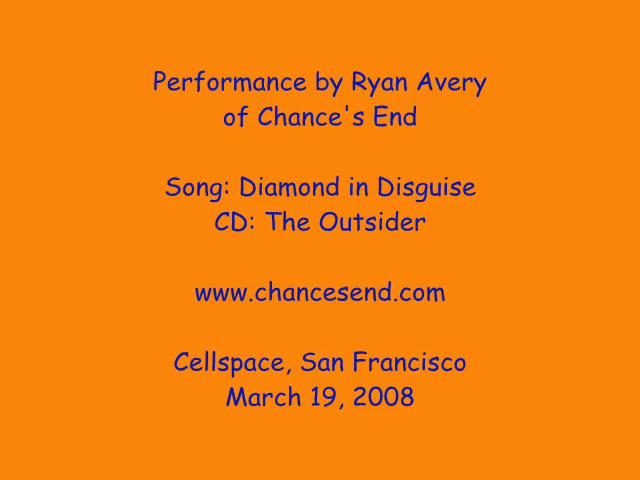 Performance by Ryan Avery
of Chance's End
Song: Diamond in Disguise
CD: The Outsider
www.chancesend.com
Cellspace, San Francisco
March 19, 2008